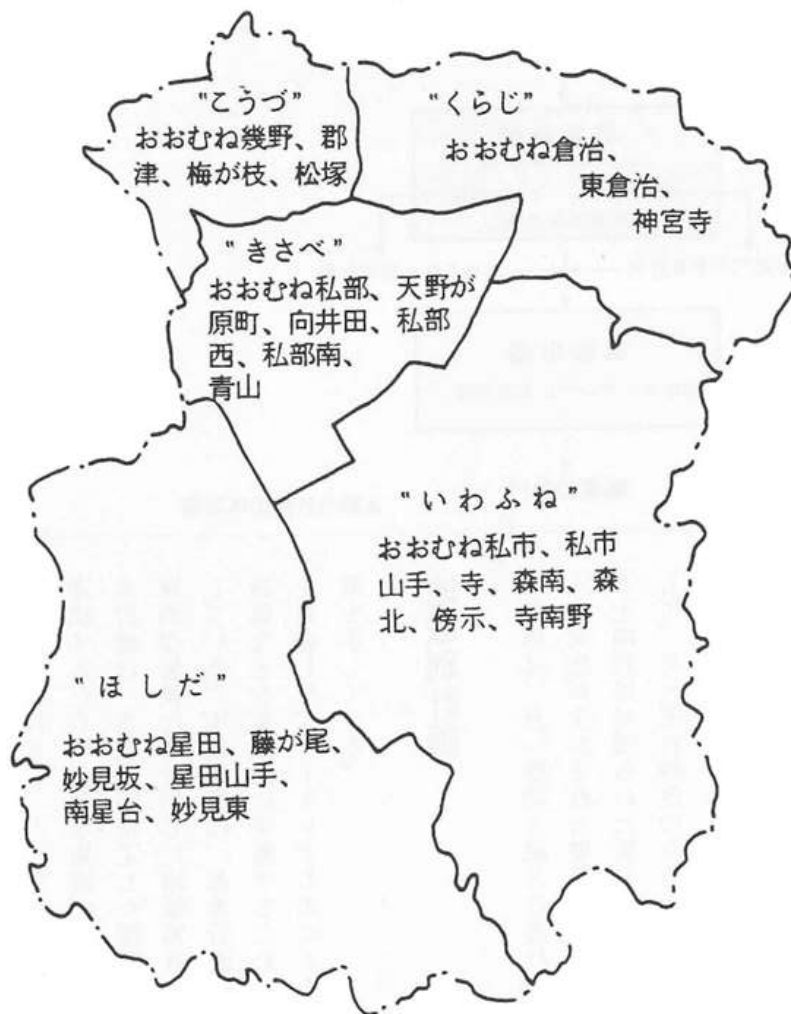 "こうづ"
おおむね幾野、郡
津、梅が枝、松塚
"くらじ"
おおむね倉治、
東倉治、
神宮寺
"きさべ"
おおむね私部、天野が
原町、向井田、私部
西、私部南、
青山
"いわふね"
おおむね私市、私市
山手、寺、森南、森
北、傍示、寺南野
"ほしだ"
おおむね星田、藤が尾、
妙見坂、星田山手、
南星台、妙見東